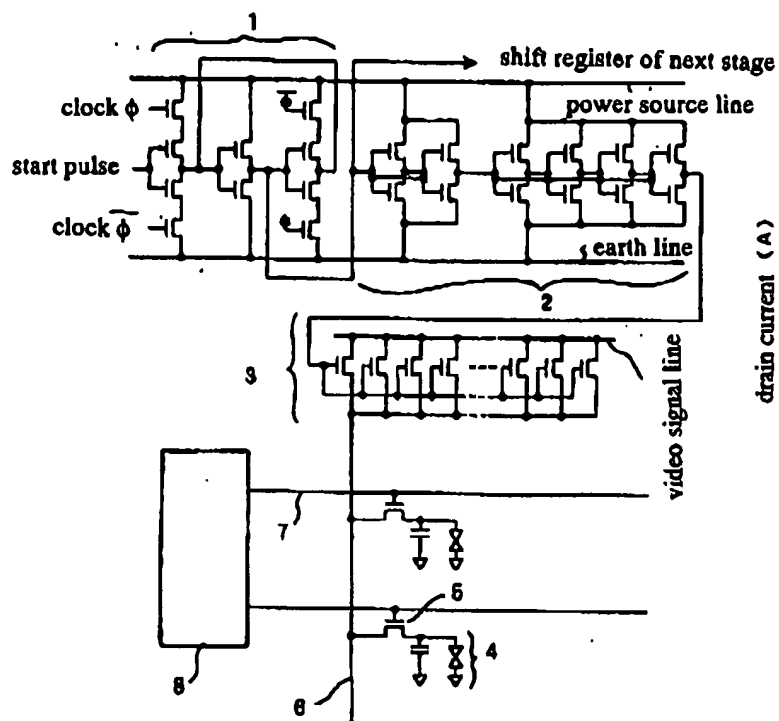 1
shift register of next stage
clock ϕ
ϕ̅
power source line
start pulse
clock ϕ̅
ϕ
earth line
2
drain current (A)
3
video signal line
7
5
4
8
6